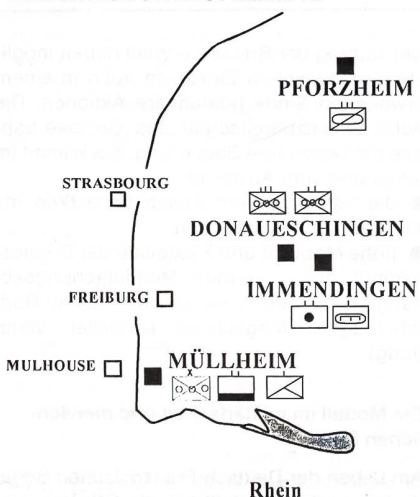 PFORZHEIM
STRASBOURG
DONAUESCHINGEN
IMMENDINGEN
FREIBURG
MULHOUSE
MÜLLHEIM
Rhein